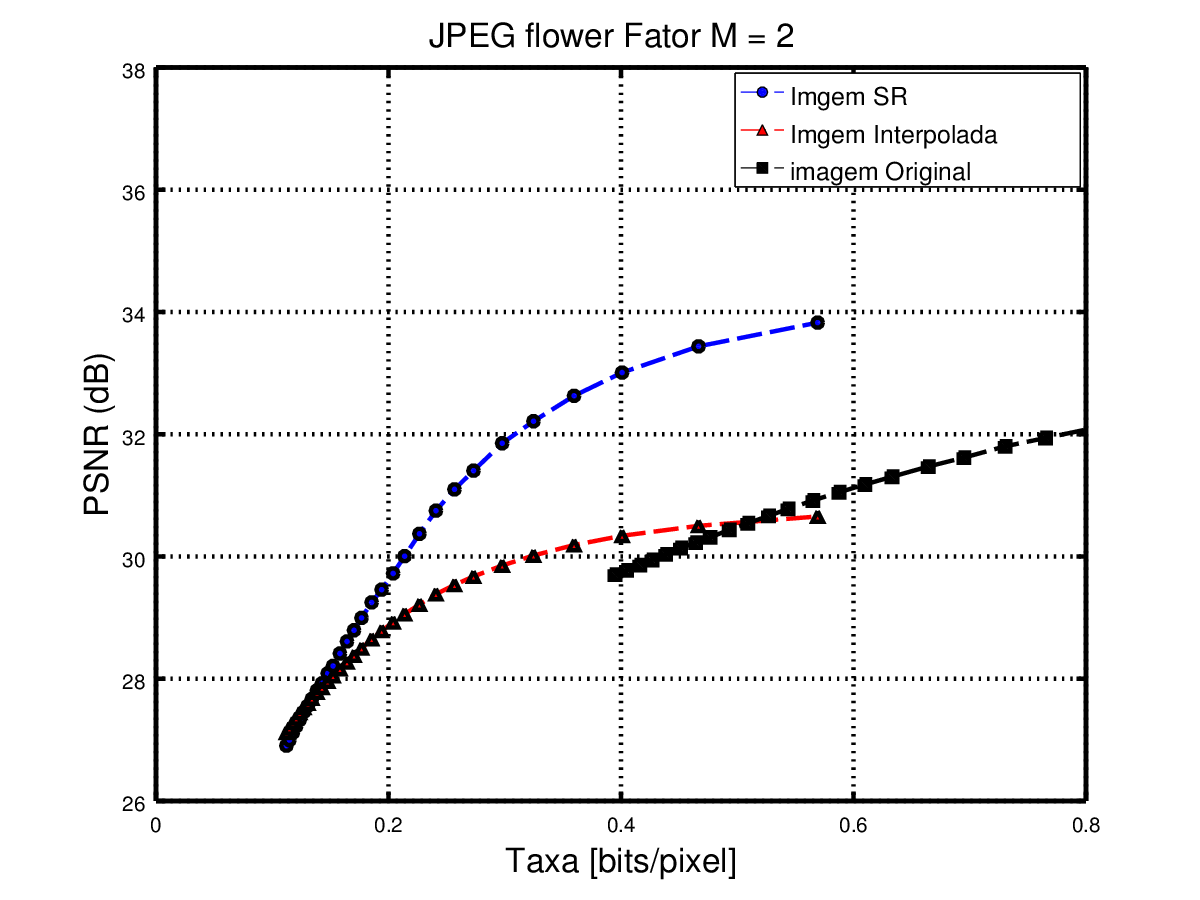 JPEG flower Fator M = 2
Imgem SR
Imgem Interpolada
imagem Original
PSNR (dB)
38
36
34
32
30
28
26
0 0.2 0.4 0.6 0.8
Taxa [bits/pixel]